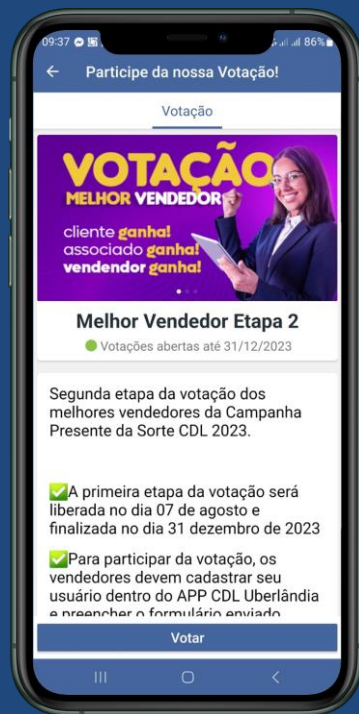 09:37
86%
← Participe da nossa Votação!
Votação
VOTAÇÃO
MELHOR VENDEDOR
cliente ganha!
associado ganha!
vendendor ganha!
Melhor Vendedor Etapa 2
Votações abertas até 31/12/2023
Segunda etapa da votação dos
melhores vendedores da Campanha
Presente da Sorte CDL 2023.
✅A primeira etapa da votação será
liberada no dia 07 de agosto e
finalizada no dia 31 dezembro de 2023
✅Para participar da votação, os
vendedores devem cadastrar seu
usuário dentro do APP CDL Uberlândia
e preencher o formulário enviado
Votar